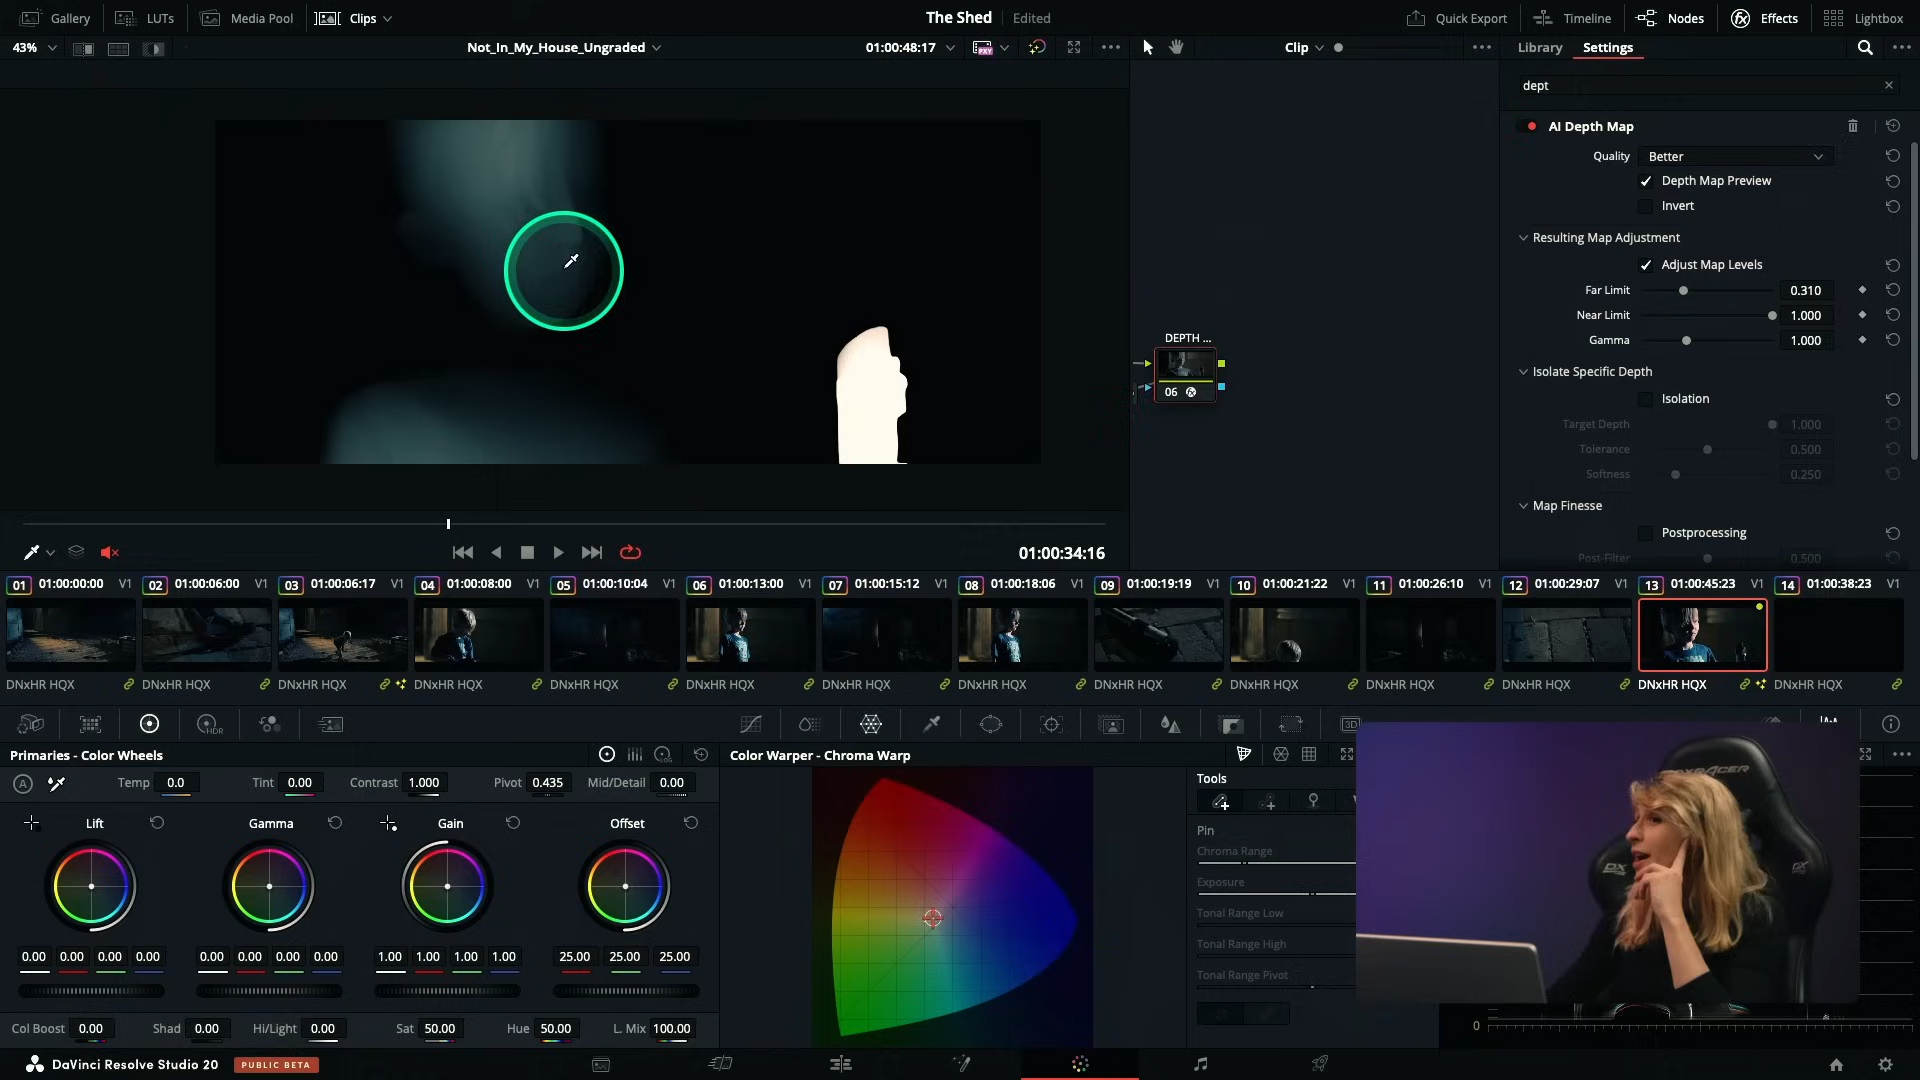 Gallery LUTs Media Pool Clips The Shed Edited Quick Export Timeline Nodes Effects Lightbox
43% Not_In_My_House_Ungraded 01:00:48:17 PXY Clip Library Settings
dept
AI Depth Map
Quality Better
Depth Map Preview
Invert
Resulting Map Adjustment
Adjust Map Levels
Far Limit 0.310
Near Limit 1.000
Gamma 1.000
Isolate Specific Depth
Isolation
Target Depth 1.000
Tolerance 0.500
Softness 0.250
Map Finesse
Postprocessing
Post-Filter 0.500
DEPTH ...
06
01:00:34:16
01 01:00:00:00 V1 02 01:00:06:00 V1 03 01:00:06:17 V1 04 01:00:08:00 V1 05 01:00:10:04 V1 06 01:00:13:00 V1 07 01:00:15:12 V1 08 01:00:18:06 V1 09 01:00:19:19 V1 10 01:00:21:22 V1 11 01:00:26:10 V1 12 01:00:29:07 V1 13 01:00:45:23 V1 14 01:00:38:23 V1
DNxHR HQX DNxHR HQX DNxHR HQX DNxHR HQX DNxHR HQX DNxHR HQX DNxHR HQX DNxHR HQX DNxHR HQX DNxHR HQX DNxHR HQX DNxHR HQX DNxHR HQX DNxHR HQX
HDR 3D
Primaries - Color Wheels LOG
A Temp 0.0 Tint 0.00 Contrast 1.000 Pivot 0.435 Mid/Detail 0.00
Lift Gamma Gain Offset
0.00 0.00 0.00 0.00 0.00 0.00 0.00 0.00 1.00 1.00 1.00 1.00 25.00 25.00 25.00
Col Boost 0.00 Shad 0.00 Hi/Light 0.00 Sat 50.00 Hue 50.00 L. Mix 100.00
Color Warper - Chroma Warp
Tools
Pin
Chroma Range
Exposure
Tonal Range Low
Tonal Range High
Tonal Range Pivot
0
DaVinci Resolve Studio 20 PUBLIC BETA